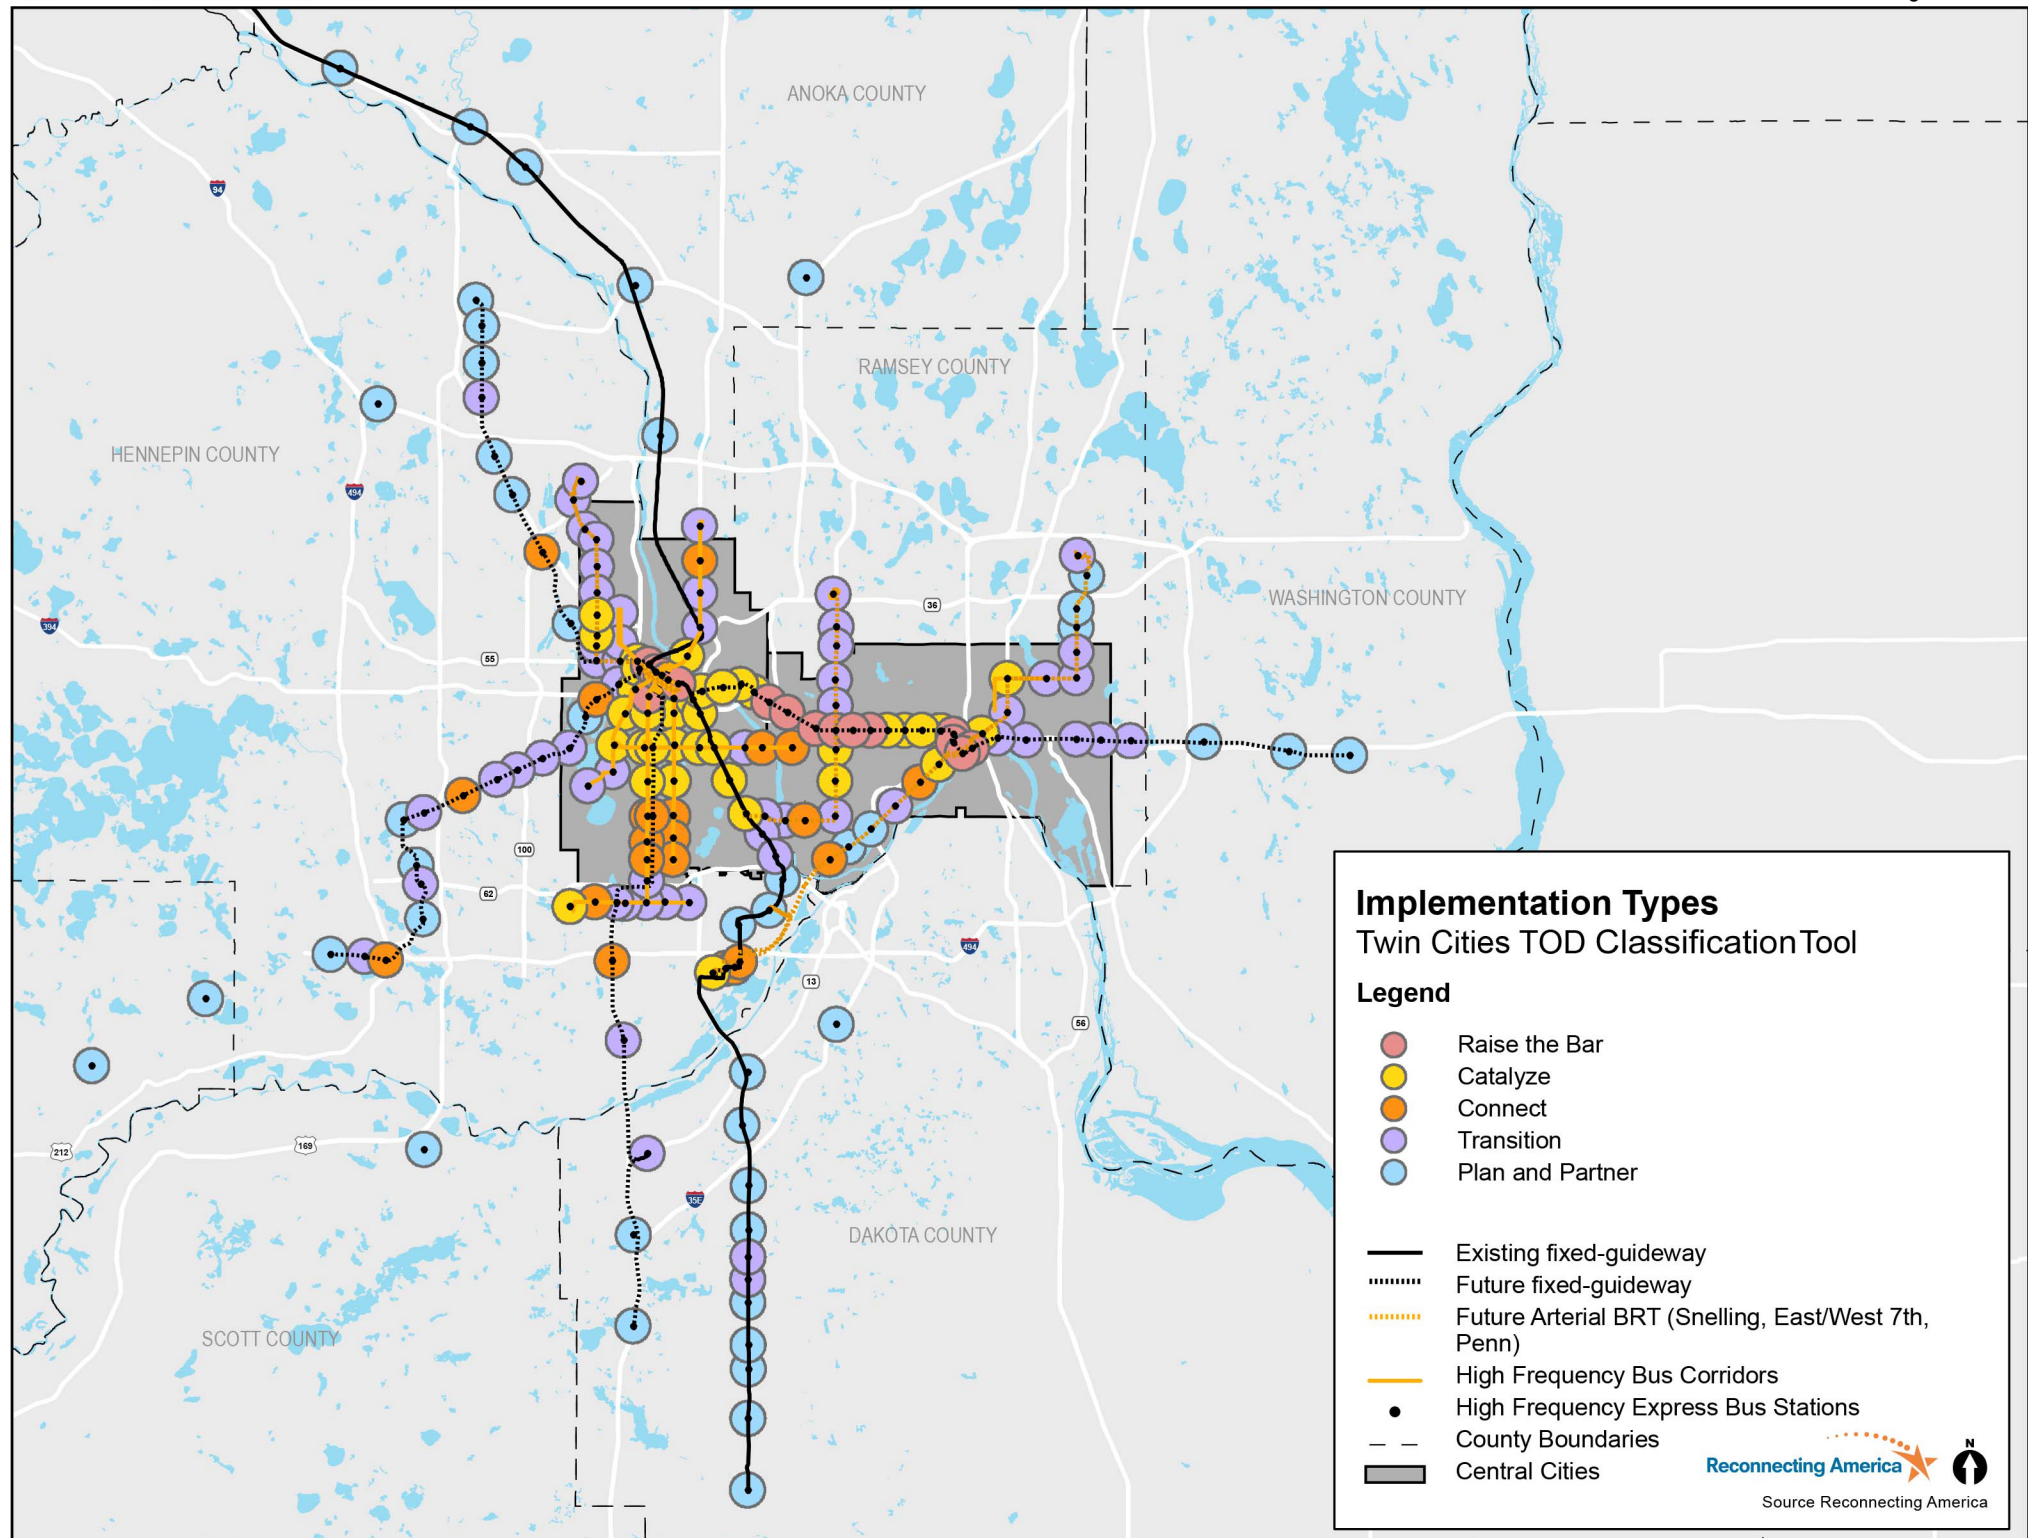 ANOKA COUNTY
94
RAMSEY COUNTY
HENNEPIN COUNTY
494
36
WASHINGTON COUNTY
394
55
100
62
494
13
56
212
169
35E
DAKOTA COUNTY
SCOTT COUNTY
Implementation Types
Twin Cities TOD Classification Tool
Legend
Raise the Bar
Catalyze
Connect
Transition
Plan and Partner
Existing fixed-guideway
Future fixed-guideway
Future Arterial BRT (Snelling, East/West 7th,
Penn)
High Frequency Bus Corridors
High Frequency Express Bus Stations
County Boundaries
Central Cities
Reconnecting America
N
Source Reconnecting America